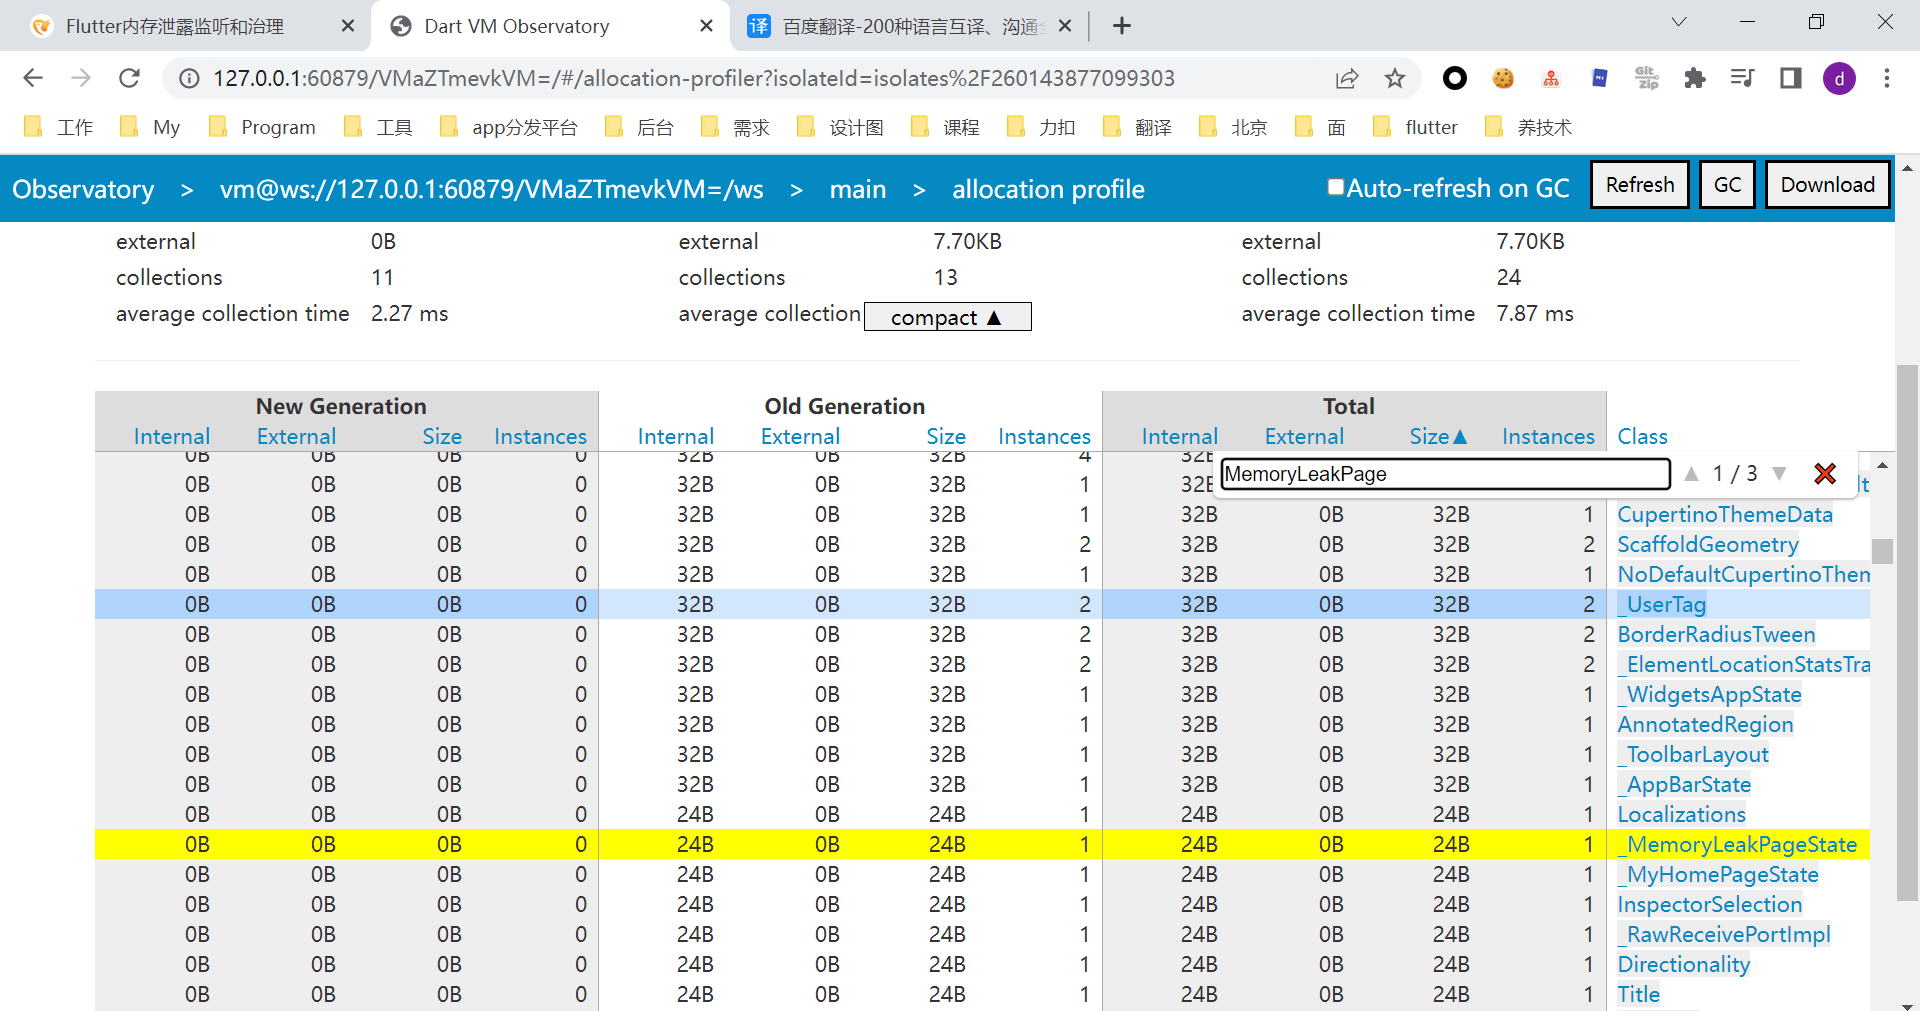 Flutter内存泄露监听和治理
Dart VM Observatory
译 百度翻译-200种语言互译、沟通
127.0.0.1:60879/VMaZTmevkVM=/#/allocation-profiler?isolateId=isolates%2F260143877099303
Git Zip d
工作 My Program 工具 app分发平台 后台 需求 设计图 课程 力扣 翻译 北京 面 flutter 养技术
Observatory > vm@ws://127.0.0.1:60879/VMaZTmevkVM=/ws > main > allocation profile Auto-refresh on GC Refresh GC Download
external 0B external 7.70KB external 7.70KB
collections 11 collections 13 collections 24
average collection time 2.27 ms average collection compact ▲ average collection time 7.87 ms
New Generation Old Generation Total
Internal External Size Instances Internal External Size Instances Internal External Size▲ Instances Class
0B 0B 0B 0 32B 0B 32B 4 32B
MemoryLeakPage ▲ 1 / 3 ▼
0B 0B 0B 0 32B 0B 32B 1 32B lt
0B 0B 0B 0 32B 0B 32B 1 32B 0B 32B 1 CupertinoThemeData
0B 0B 0B 0 32B 0B 32B 2 32B 0B 32B 2 ScaffoldGeometry
0B 0B 0B 0 32B 0B 32B 1 32B 0B 32B 1 NoDefaultCupertinoThem
0B 0B 0B 0 32B 0B 32B 2 32B 0B 32B 2 _UserTag
0B 0B 0B 0 32B 0B 32B 2 32B 0B 32B 2 BorderRadiusTween
0B 0B 0B 0 32B 0B 32B 2 32B 0B 32B 2 _ElementLocationStatsTra
0B 0B 0B 0 32B 0B 32B 1 32B 0B 32B 1 _WidgetsAppState
0B 0B 0B 0 32B 0B 32B 1 32B 0B 32B 1 AnnotatedRegion
0B 0B 0B 0 32B 0B 32B 1 32B 0B 32B 1 _ToolbarLayout
0B 0B 0B 0 32B 0B 32B 1 32B 0B 32B 1 _AppBarState
0B 0B 0B 0 24B 0B 24B 1 24B 0B 24B 1 Localizations
0B 0B 0B 0 24B 0B 24B 1 24B 0B 24B 1 _MemoryLeakPageState
0B 0B 0B 0 24B 0B 24B 1 24B 0B 24B 1 _MyHomePageState
0B 0B 0B 0 24B 0B 24B 1 24B 0B 24B 1 InspectorSelection
0B 0B 0B 0 24B 0B 24B 1 24B 0B 24B 1 _RawReceivePortImpl
0B 0B 0B 0 24B 0B 24B 1 24B 0B 24B 1 Directionality
0B 0B 0B 0 24B 0B 24B 1 24B 0B 24B 1 Title